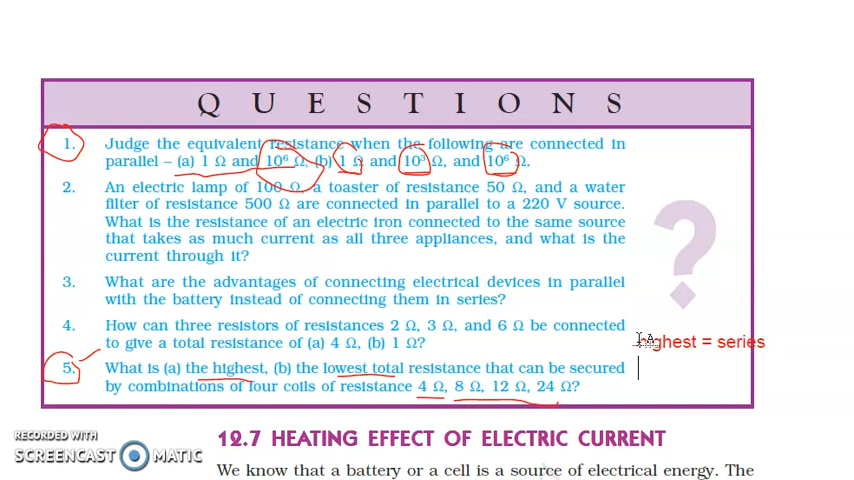 QUESTIONS
1. Judge the equivalent resistance when the following are connected in
parallel – (a) 1 Ω and 10⁶ Ω, (b) 1 Ω and 10³ Ω, and 10⁶ Ω.
2. An electric lamp of 100 Ω, a toaster of resistance 50 Ω, and a water
filter of resistance 500 Ω are connected in parallel to a 220 V source.
What is the resistance of an electric iron connected to the same source
that takes as much current as all three appliances, and what is the
current through it?
3. What are the advantages of connecting electrical devices in parallel
with the battery instead of connecting them in series?
4. How can three resistors of resistances 2 Ω, 3 Ω, and 6 Ω be connected
to give a total resistance of (a) 4 Ω, (b) 1 Ω?
highest = series
5. What is (a) the highest, (b) the lowest total resistance that can be secured
by combinations of four coils of resistance 4 Ω, 8 Ω, 12 Ω, 24 Ω?
?
12.7 HEATING EFFECT OF ELECTRIC CURRENT
We know that a battery or a cell is a source of electrical energy. The
RECORDED WITH
SCREENCAST MATIC